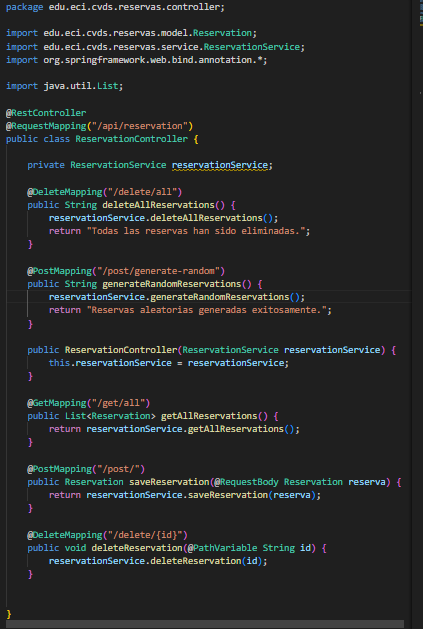 package edu.eci.cvds.reservas.controller;
import edu.eci.cvds.reservas.model.Reservation;
import edu.eci.cvds.reservas.service.ReservationService;
import org.springframework.web.bind.annotation.*;
import java.util.List;
@RestController
@RequestMapping("/api/reservation")
public class ReservationController {
    private ReservationService reservationService;
    @DeleteMapping("/delete/all")
    public String deleteAllReservations() {
        reservationService.deleteAllReservations();
        return "Todas las reservas han sido eliminadas.";
    }
    @PostMapping("/post/generate-random")
    public String generateRandomReservations() {
        reservationService.generateRandomReservations();
        return "Reservas aleatorias generadas exitosamente.";
    }
    public ReservationController(ReservationService reservationService) {
        this.reservationService = reservationService;
    }
    @GetMapping("/get/all")
    public List<Reservation> getAllReservations() {
        return reservationService.getAllReservations();
    }
    @PostMapping("/post/")
    public Reservation saveReservation(@RequestBody Reservation reserva) {
        return reservationService.saveReservation(reserva);
    }
    @DeleteMapping("/delete/{id}")
    public void deleteReservation(@PathVariable String id) {
        reservationService.deleteReservation(id);
    }
}